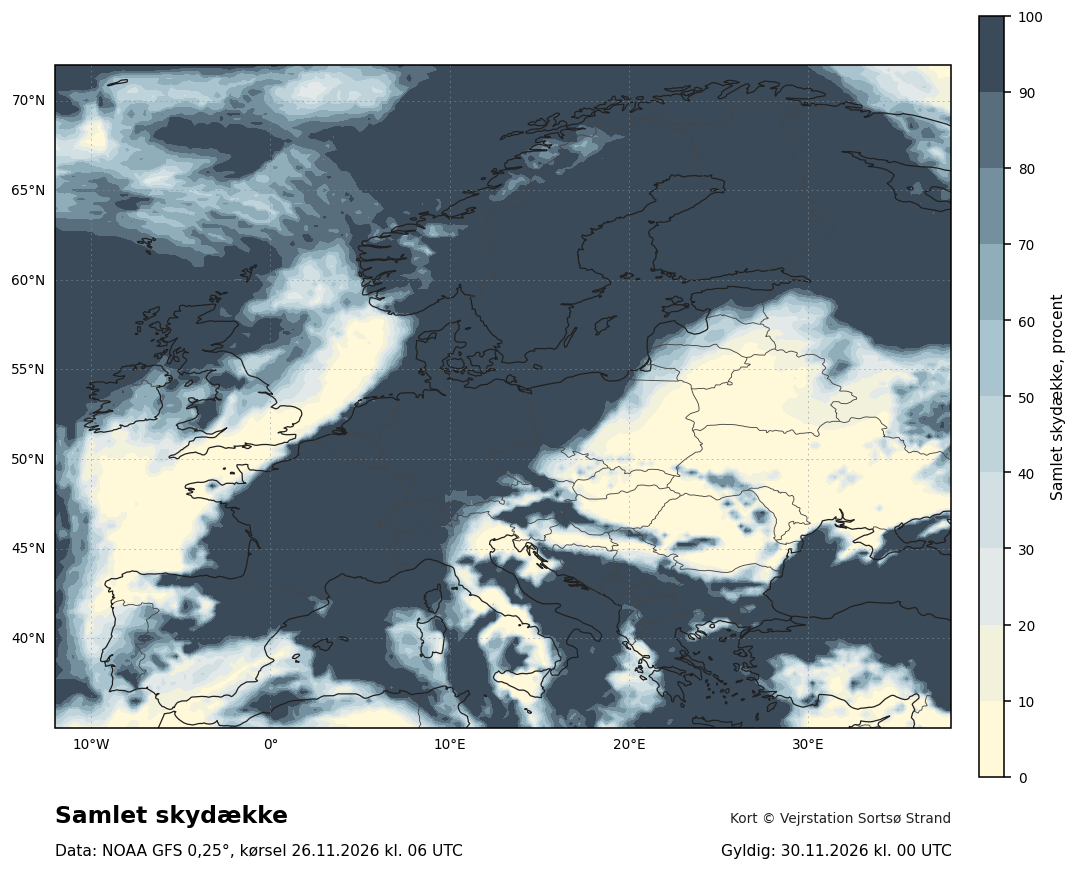 70°N
65°N
60°N
55°N
50°N
45°N
40°N
10°W
0°
10°E
20°E
30°E
100
90
80
70
60
50
40
30
20
10
0
Samlet skydække, procent
Samlet skydække
Kort © Vejrstation Sortsø Strand
Data: NOAA GFS 0,25°, kørsel 26.11.2026 kl. 06 UTC
Gyldig: 30.11.2026 kl. 00 UTC